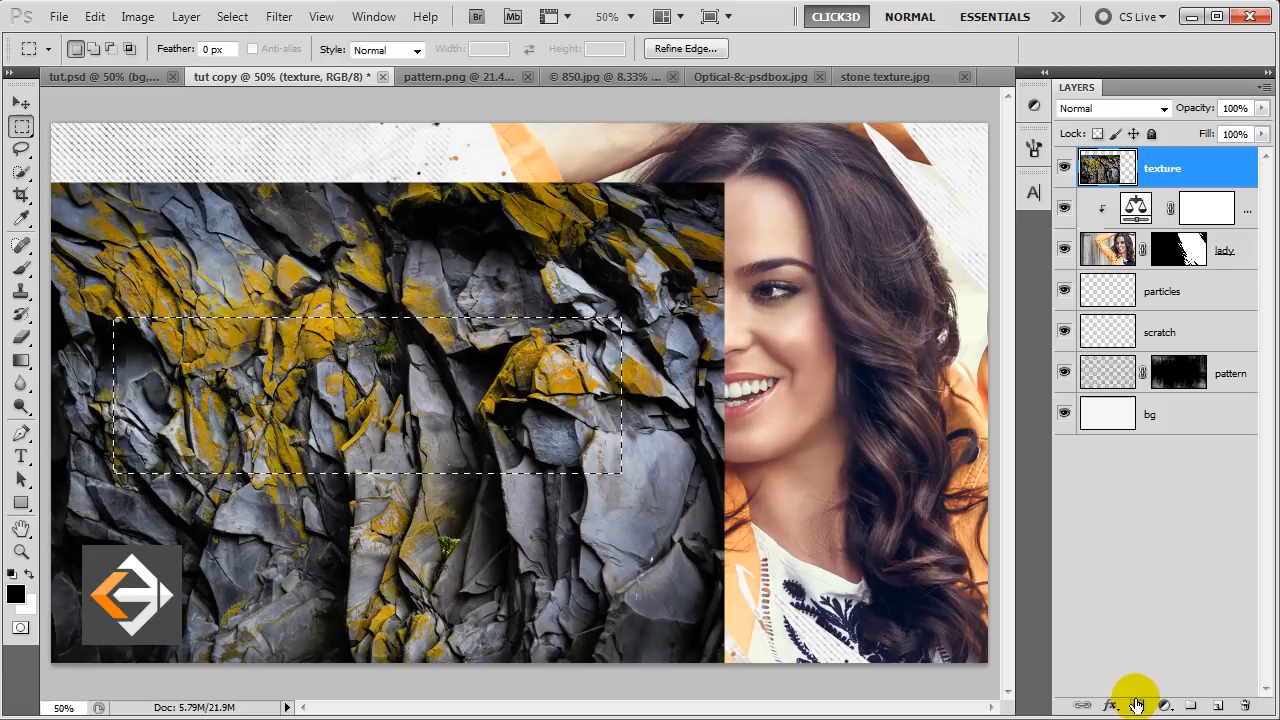 Ps File Edit Image Layer Select Filter View Window Help Br Mb 50% CLICK3D NORMAL ESSENTIALS CS Live
Feather: 0 px Anti-alias Style: Normal Width: Height: Refine Edge...
tut.psd @ 50% (bg,... tut copy @ 50% (texture, RGB/8) * pattern.png @ 21.4... © 850.jpg @ 8.33% ... Optical-8c-psdbox.jpg stone texture.jpg
LAYERS
Normal Opacity: 100%
Lock: Fill: 100%
texture
...
lady
particles
scratch
pattern
bg
50% Doc: 5.79M/21.9M